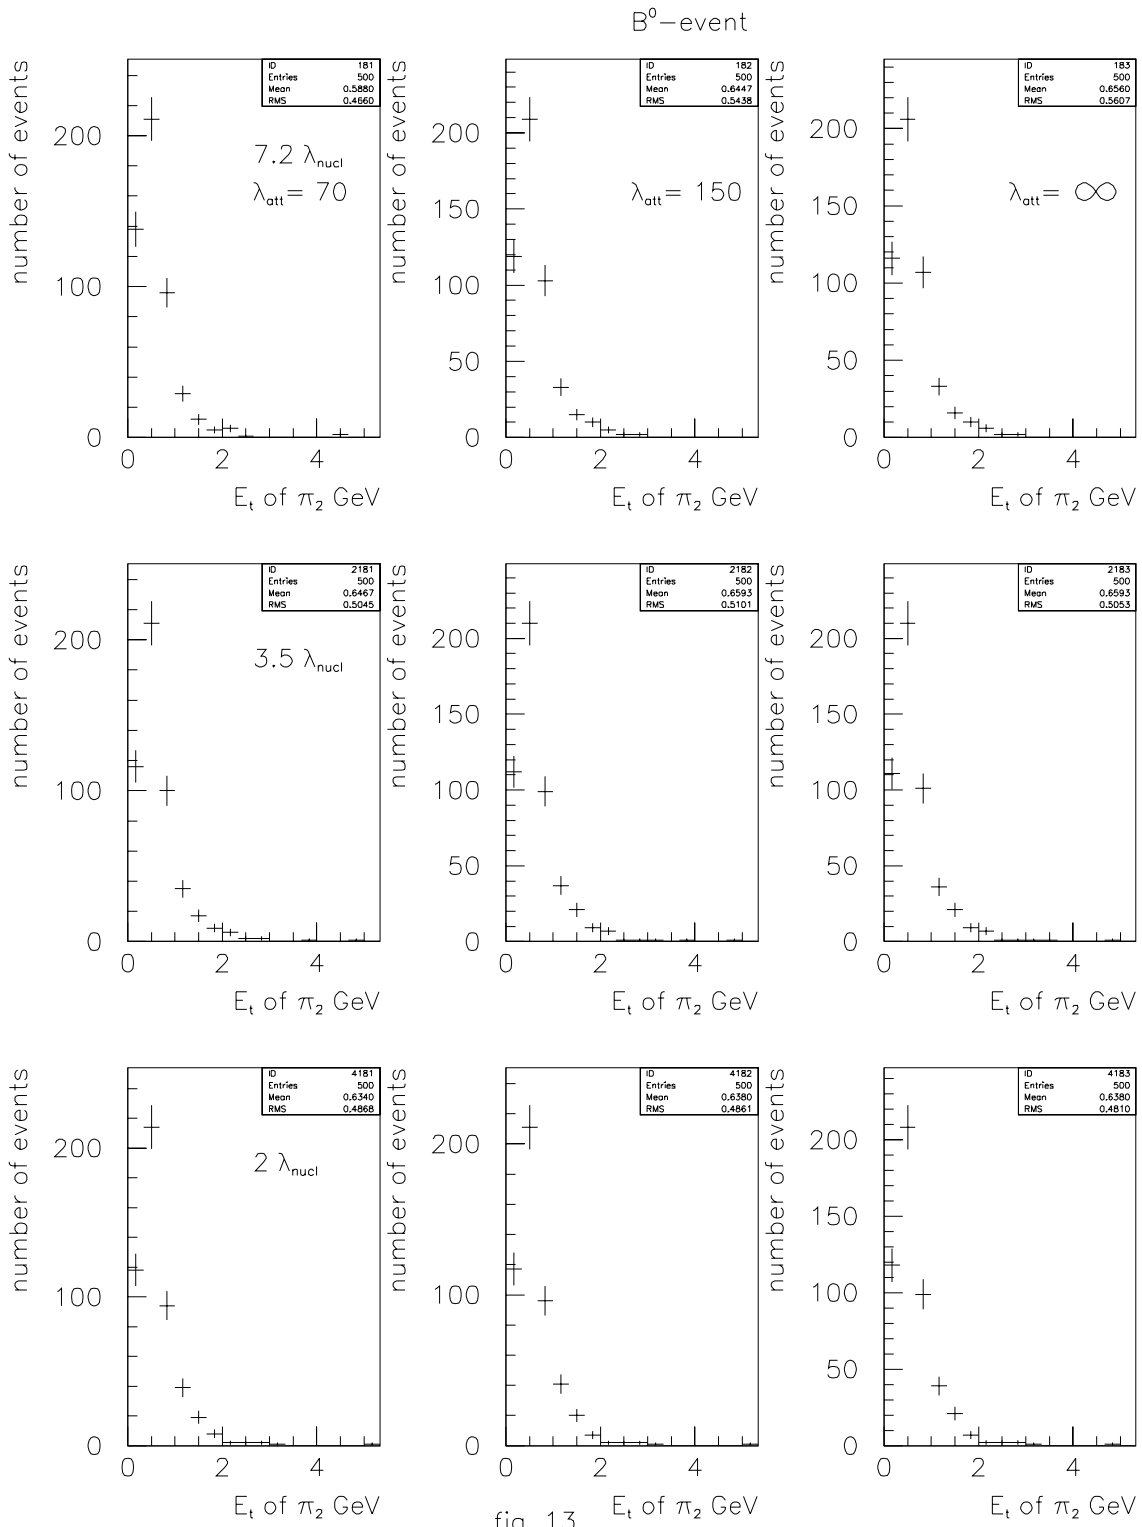 B⁰−event
number of events
ID 181
Entries 500
Mean 0.5880
RMS 0.4660
7.2 λnucl
λatt= 70
200
100
0
0 2 4
Et of π2 GeV
number of events
ID 182
Entries 500
Mean 0.6447
RMS 0.5438
λatt= 150
200
150
100
50
0
0 2 4
Et of π2 GeV
number of events
ID 183
Entries 500
Mean 0.6560
RMS 0.5607
λatt= ∞
200
150
100
50
0
0 2 4
Et of π2 GeV
number of events
ID 2181
Entries 500
Mean 0.6467
RMS 0.5045
3.5 λnucl
200
100
0
0 2 4
Et of π2 GeV
number of events
ID 2182
Entries 500
Mean 0.6593
RMS 0.5101
200
150
100
50
0
0 2 4
Et of π2 GeV
number of events
ID 2183
Entries 500
Mean 0.6593
RMS 0.5053
200
150
100
50
0
0 2 4
Et of π2 GeV
number of events
ID 4181
Entries 500
Mean 0.6340
RMS 0.4868
2 λnucl
200
100
0
0 2 4
Et of π2 GeV
number of events
ID 4182
Entries 500
Mean 0.6380
RMS 0.4861
200
100
0
0 2 4
Et of π2 GeV
number of events
ID 4183
Entries 500
Mean 0.6380
RMS 0.4810
200
150
100
50
0
0 2 4
Et of π2 GeV
fig. 13